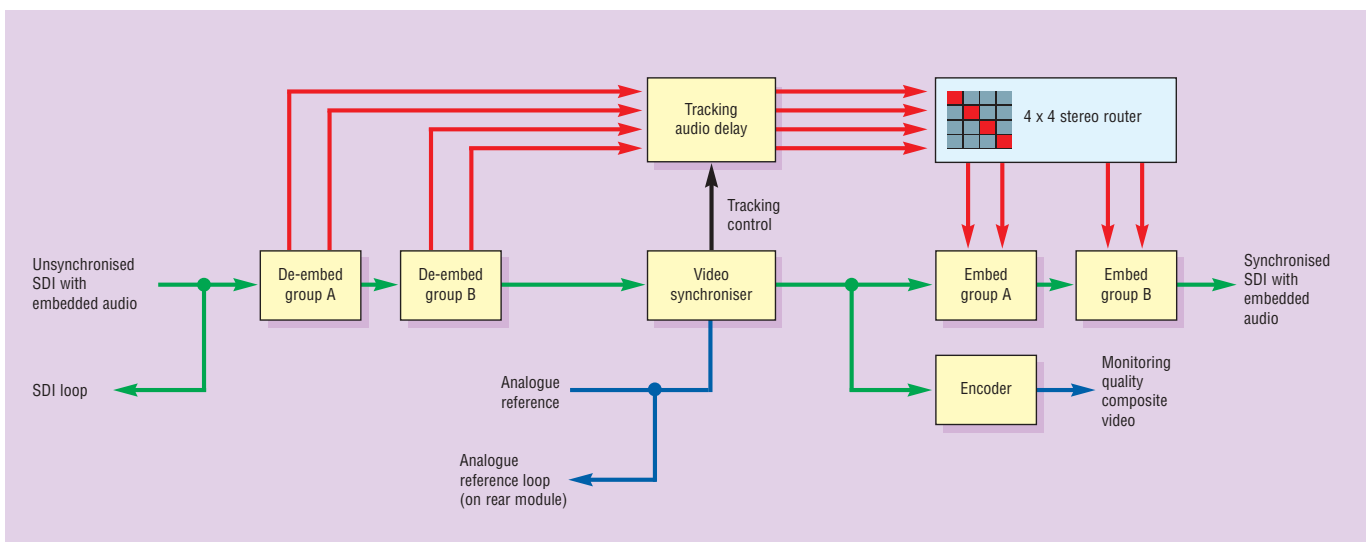 Tracking
audio delay
4 x 4 stereo router
Tracking
control
Unsynchronised
SDI with
embedded audio
De-embed
group A
De-embed
group B
Video
synchroniser
Embed
group A
Embed
group B
Synchronised
SDI with
embedded
audio
SDI loop
Analogue
reference
Encoder
Monitoring
quality
composite
video
Analogue
reference loop
(on rear module)